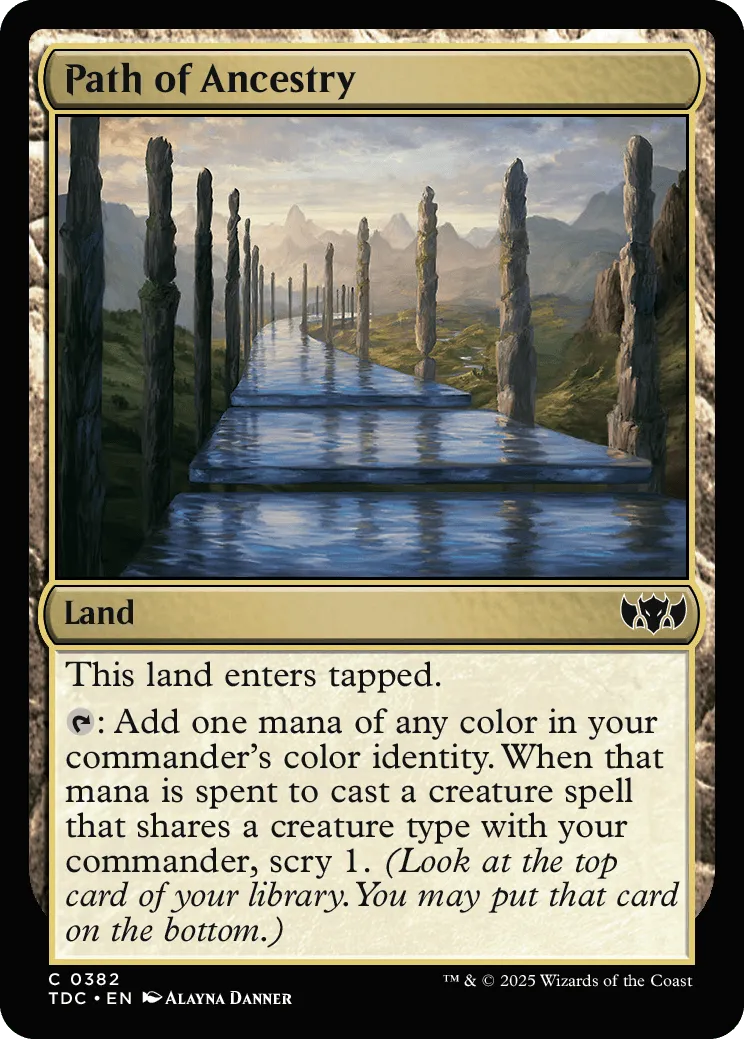 Path of Ancestry
Land
This land enters tapped.
: Add one mana of any color in your
commander's color identity. When that
mana is spent to cast a creature spell
that shares a creature type with your
commander, scry 1. (Look at the top
card of your library. You may put that card
on the bottom.)
C 0382
TDC • EN Alayna Danner
™ & © 2025 Wizards of the Coast